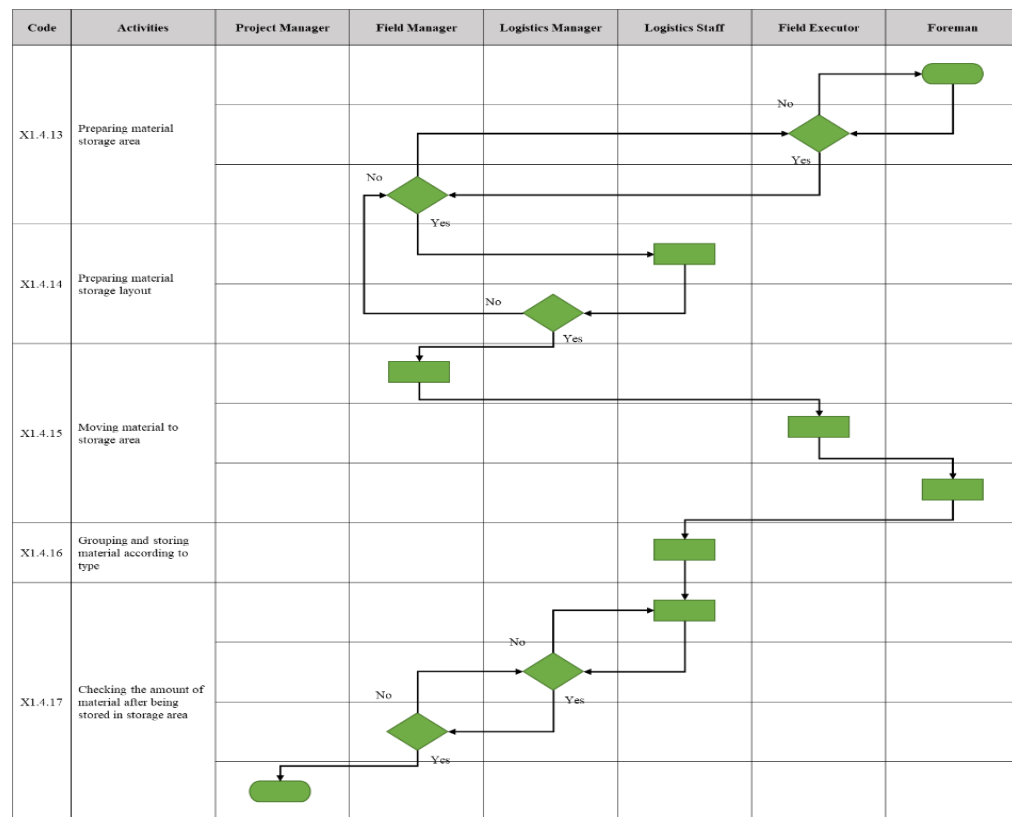 Code Activities Project Manager Field Manager Logistics Manager Logistics Staff Field Executor Foreman
No
X1.4.13 Preparing material
storage area
Yes
No
Yes
X1.4.14 Preparing material
storage layout
No
Yes
X1.4.15 Moving material to
storage area
X1.4.16 Grouping and storing
material according to
type
No
X1.4.17 Checking the amount of
material after being
stored in storage area
No
Yes
Yes